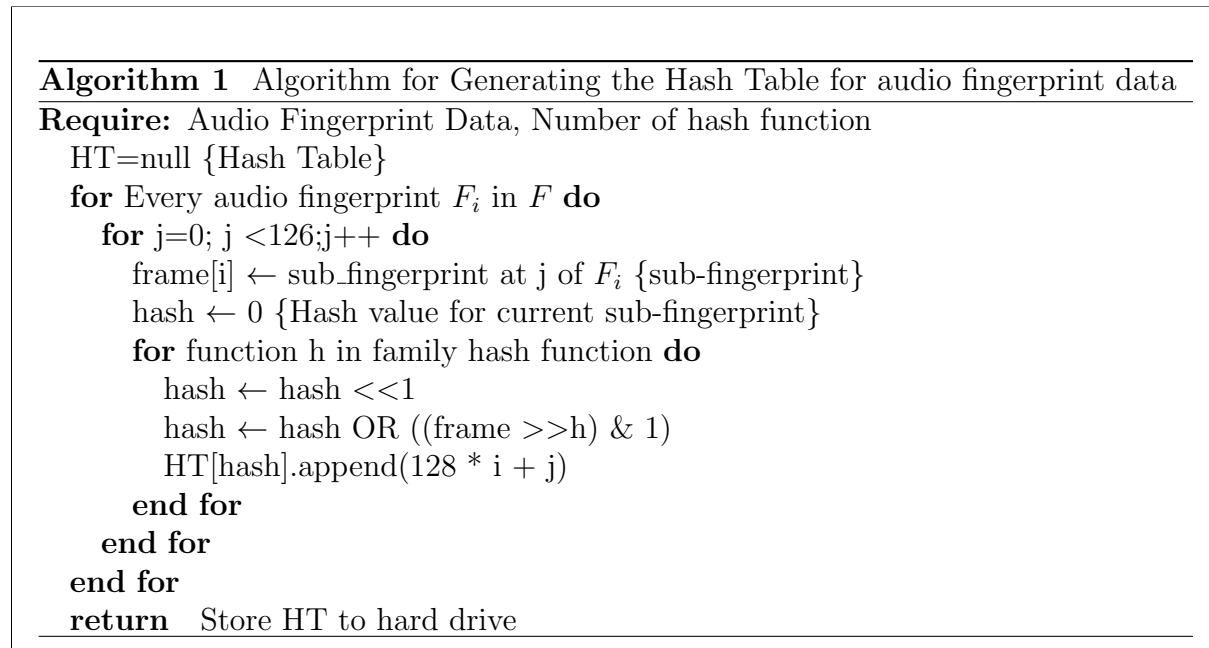 Algorithm 1 Algorithm for Generating the Hash Table for audio fingerprint data
Require: Audio Fingerprint Data, Number of hash function
HT=null {Hash Table}
for Every audio fingerprint Fi in F do
for j=0; j <126;j++ do
frame[i] ← sub_fingerprint at j of Fi {sub-fingerprint}
hash ← 0 {Hash value for current sub-fingerprint}
for function h in family hash function do
hash ← hash <<1
hash ← hash OR ((frame >>h) & 1)
HT[hash].append(128 * i + j)
end for
end for
end for
return Store HT to hard drive